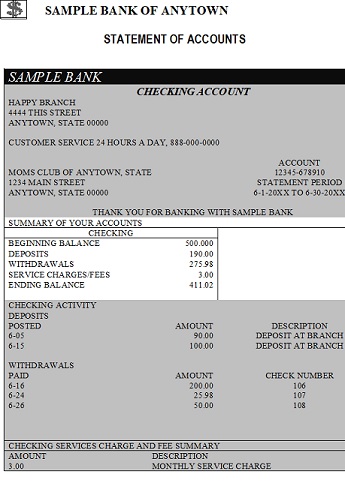 $ SAMPLE BANK OF ANYTOWN
STATEMENT OF ACCOUNTS
SAMPLE BANK
CHECKING ACCOUNT
HAPPY BRANCH
4444 THIS STREET
ANYTOWN, STATE 00000
CUSTOMER SERVICE 24 HOURS A DAY, 888-000-0000
ACCOUNT
MOMS CLUB OF ANYTOWN, STATE 12345-678910
1234 MAIN STREET STATEMENT PERIOD
ANYTOWN, STATE 00000 6-1-20XX TO 6-30-20XX
THANK YOU FOR BANKING WITH SAMPLE BANK
SUMMARY OF YOUR ACCOUNTS
CHECKING
BEGINNING BALANCE 500.000
DEPOSITS 190.00
WITHDRAWALS 275.98
SERVICE CHARGES/FEES 3.00
ENDING BALANCE 411.02
CHECKING ACTIVITY
DEPOSITS
POSTED AMOUNT DESCRIPTION
6-05 90.00 DEPOSIT AT BRANCH
6-15 100.00 DEPOSIT AT BRANCH
WITHDRAWALS
PAID AMOUNT CHECK NUMBER
6-16 200.00 106
6-24 25.98 107
6-26 50.00 108
CHECKING SERVICES CHARGE AND FEE SUMMARY
AMOUNT DESCRIPTION
3.00 MONTHLY SERVICE CHARGE